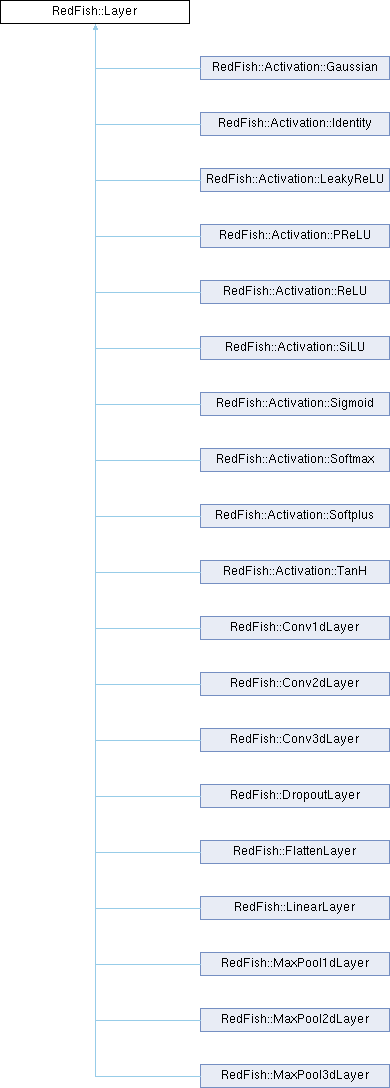 RedFish::Layer
RedFish::Activation::Gaussian
RedFish::Activation::Identity
RedFish::Activation::LeakyReLU
RedFish::Activation::PReLU
RedFish::Activation::ReLU
RedFish::Activation::SiLU
RedFish::Activation::Sigmoid
RedFish::Activation::Softmax
RedFish::Activation::Softplus
RedFish::Activation::TanH
RedFish::Conv1dLayer
RedFish::Conv2dLayer
RedFish::Conv3dLayer
RedFish::DropoutLayer
RedFish::FlattenLayer
RedFish::LinearLayer
RedFish::MaxPool1dLayer
RedFish::MaxPool2dLayer
RedFish::MaxPool3dLayer